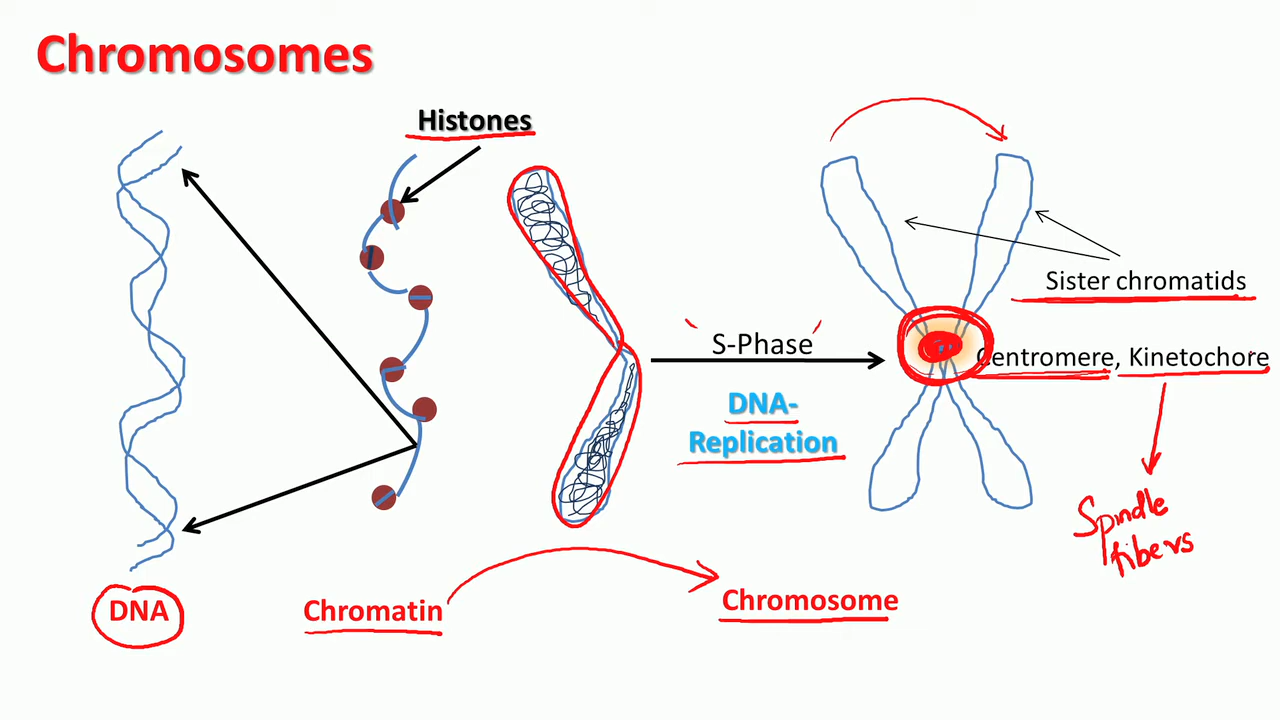 Chromosomes
Histones
Sister chromatids
S-Phase
Centromere, Kinetochore
DNA-
Replication
Spindle
fibers
DNA
Chromatin
Chromosome